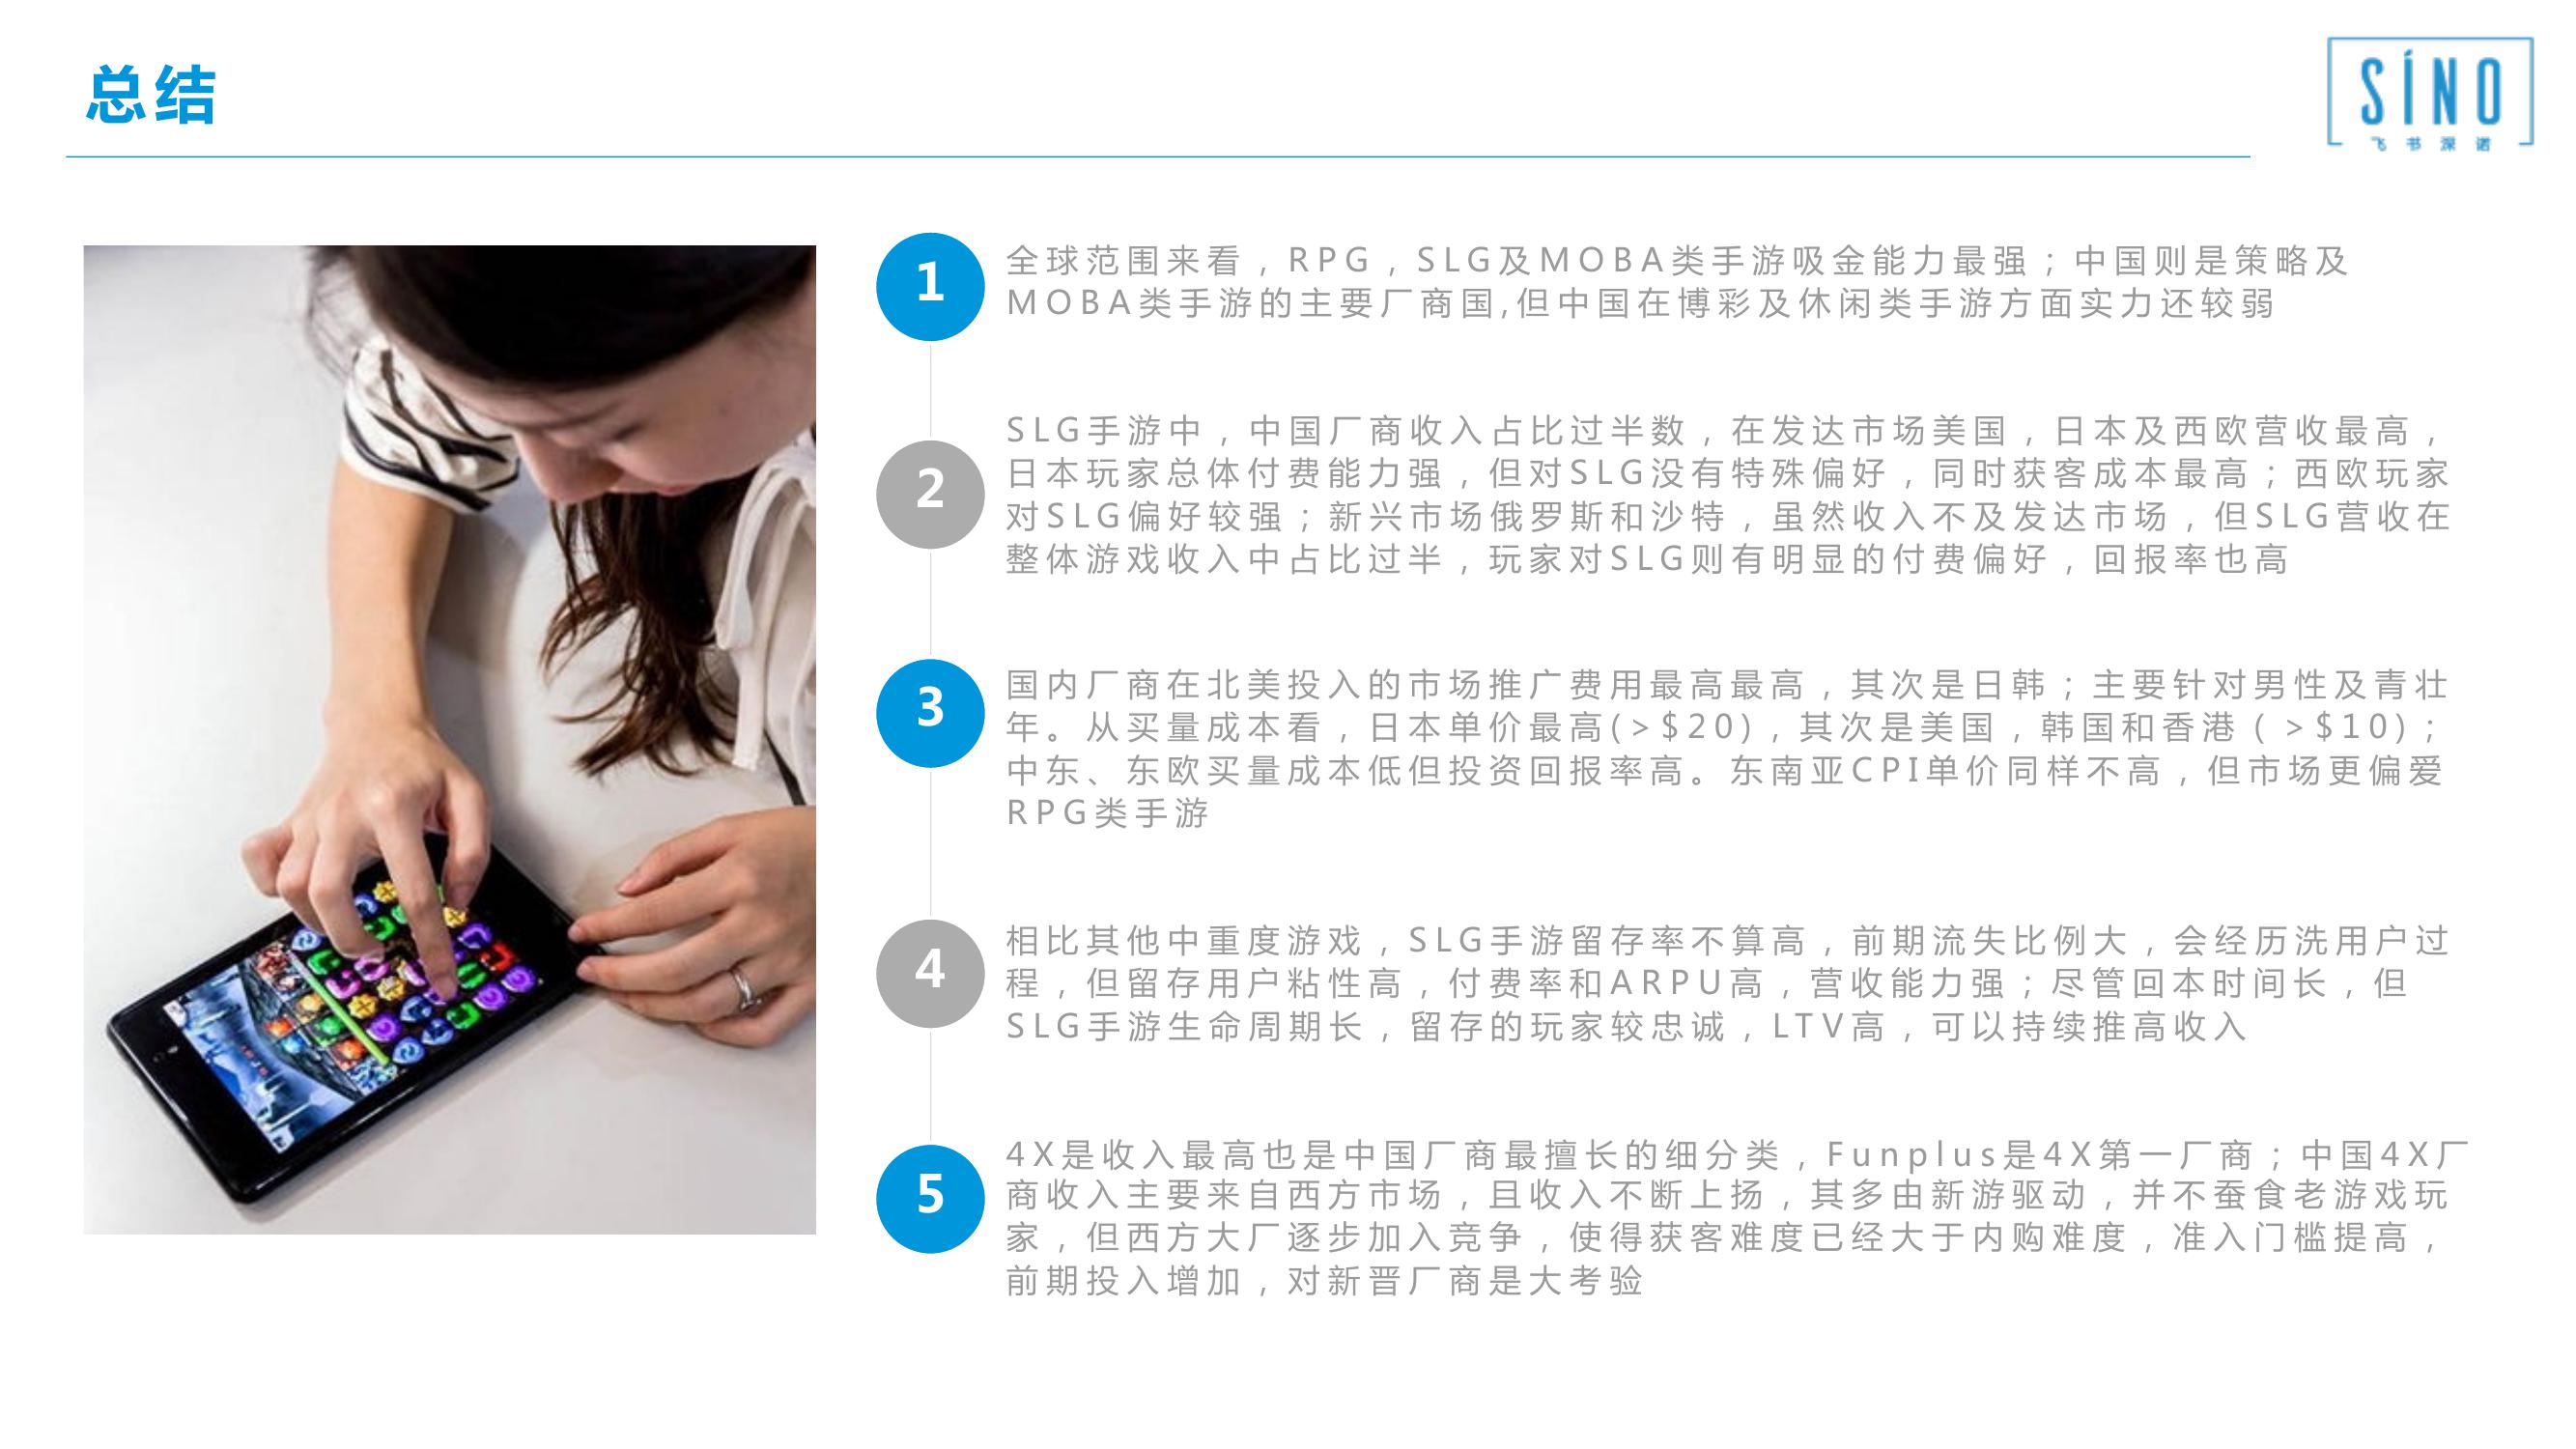 总结
SÍNO
飞书深诺
1
全球范围来看，RPG，SLG及MOBA类手游吸金能力最强；中国则是策略及
MOBA类手游的主要厂商国,但中国在博彩及休闲类手游方面实力还较弱
2
SLG手游中，中国厂商收入占比过半数，在发达市场美国，日本及西欧营收最高，
日本玩家总体付费能力强，但对SLG没有特殊偏好，同时获客成本最高；西欧玩家
对SLG偏好较强；新兴市场俄罗斯和沙特，虽然收入不及发达市场，但SLG营收在
整体游戏收入中占比过半，玩家对SLG则有明显的付费偏好，回报率也高
3
国内厂商在北美投入的市场推广费用最高最高，其次是日韩；主要针对男性及青壮
年。从买量成本看，日本单价最高(>$20)，其次是美国，韩国和香港（>$10)；
中东、东欧买量成本低但投资回报率高。东南亚CPI单价同样不高，但市场更偏爱
RPG类手游
4
相比其他中重度游戏，SLG手游留存率不算高，前期流失比例大，会经历洗用户过
程，但留存用户粘性高，付费率和ARPU高，营收能力强；尽管回本时间长，但
SLG手游生命周期长，留存的玩家较忠诚，LTV高，可以持续推高收入
5
4X是收入最高也是中国厂商最擅长的细分类，Funplus是4X第一厂商；中国4X厂
商收入主要来自西方市场，且收入不断上扬，其多由新游驱动，并不蚕食老游戏玩
家，但西方大厂逐步加入竞争，使得获客难度已经大于内购难度，准入门槛提高，
前期投入增加，对新晋厂商是大考验